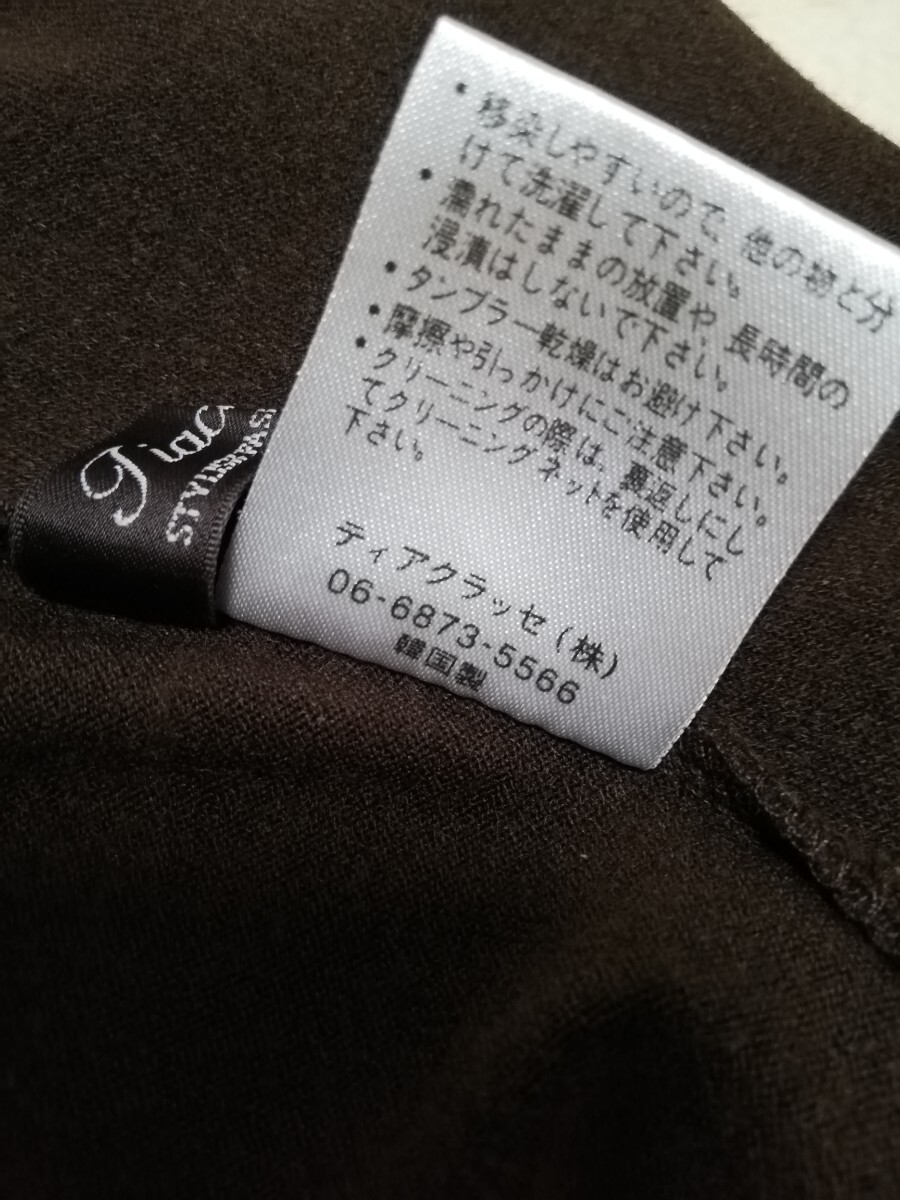 ・移染しやすいので、他の物と分
けて洗濯して下さい。
・濡れたままの放置や、長時間の
浸漬はしないで下さい。
・タンブラー乾燥はお避け下さい。
・摩擦や引っかけにご注意下さい。
・クリーニングの際は、裏返しにし
てクリーニングネットを使用して
下さい。
ティアクラッセ(株)
06-6873-5566
韓国製